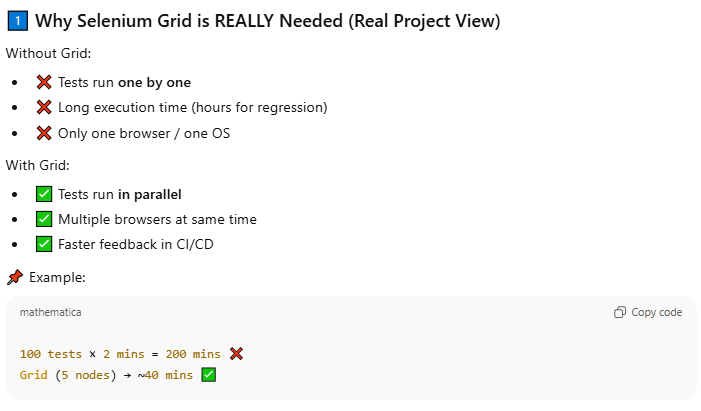 1 Why Selenium Grid is REALLY Needed (Real Project View)
Without Grid:
• ❌ Tests run one by one
• ❌ Long execution time (hours for regression)
• ❌ Only one browser / one OS
With Grid:
• ✅ Tests run in parallel
• ✅ Multiple browsers at same time
• ✅ Faster feedback in CI/CD
📌 Example:
mathematica Copy code
100 tests × 2 mins = 200 mins ❌
Grid (5 nodes) → ~40 mins ✅